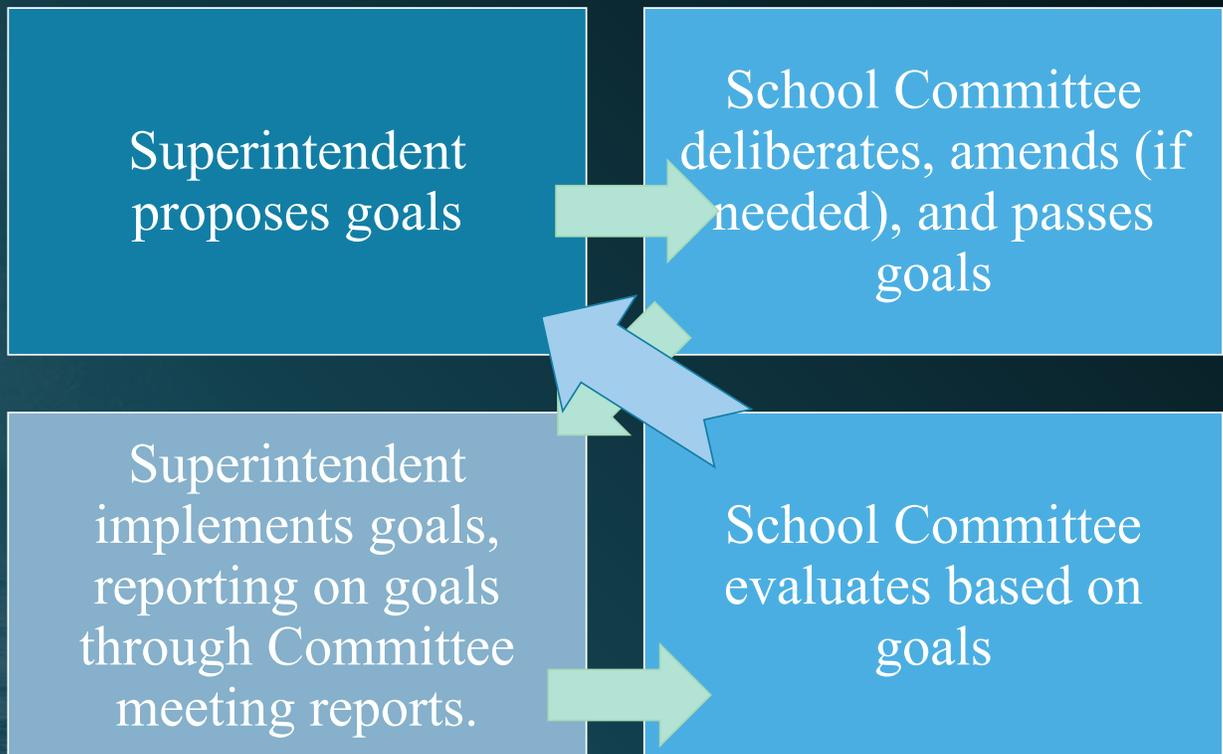 Superintendent
proposes goals
School Committee
deliberates, amends (if
needed), and passes
goals
Superintendent
implements goals,
reporting on goals
through Committee
meeting reports.
School Committee
evaluates based on
goals